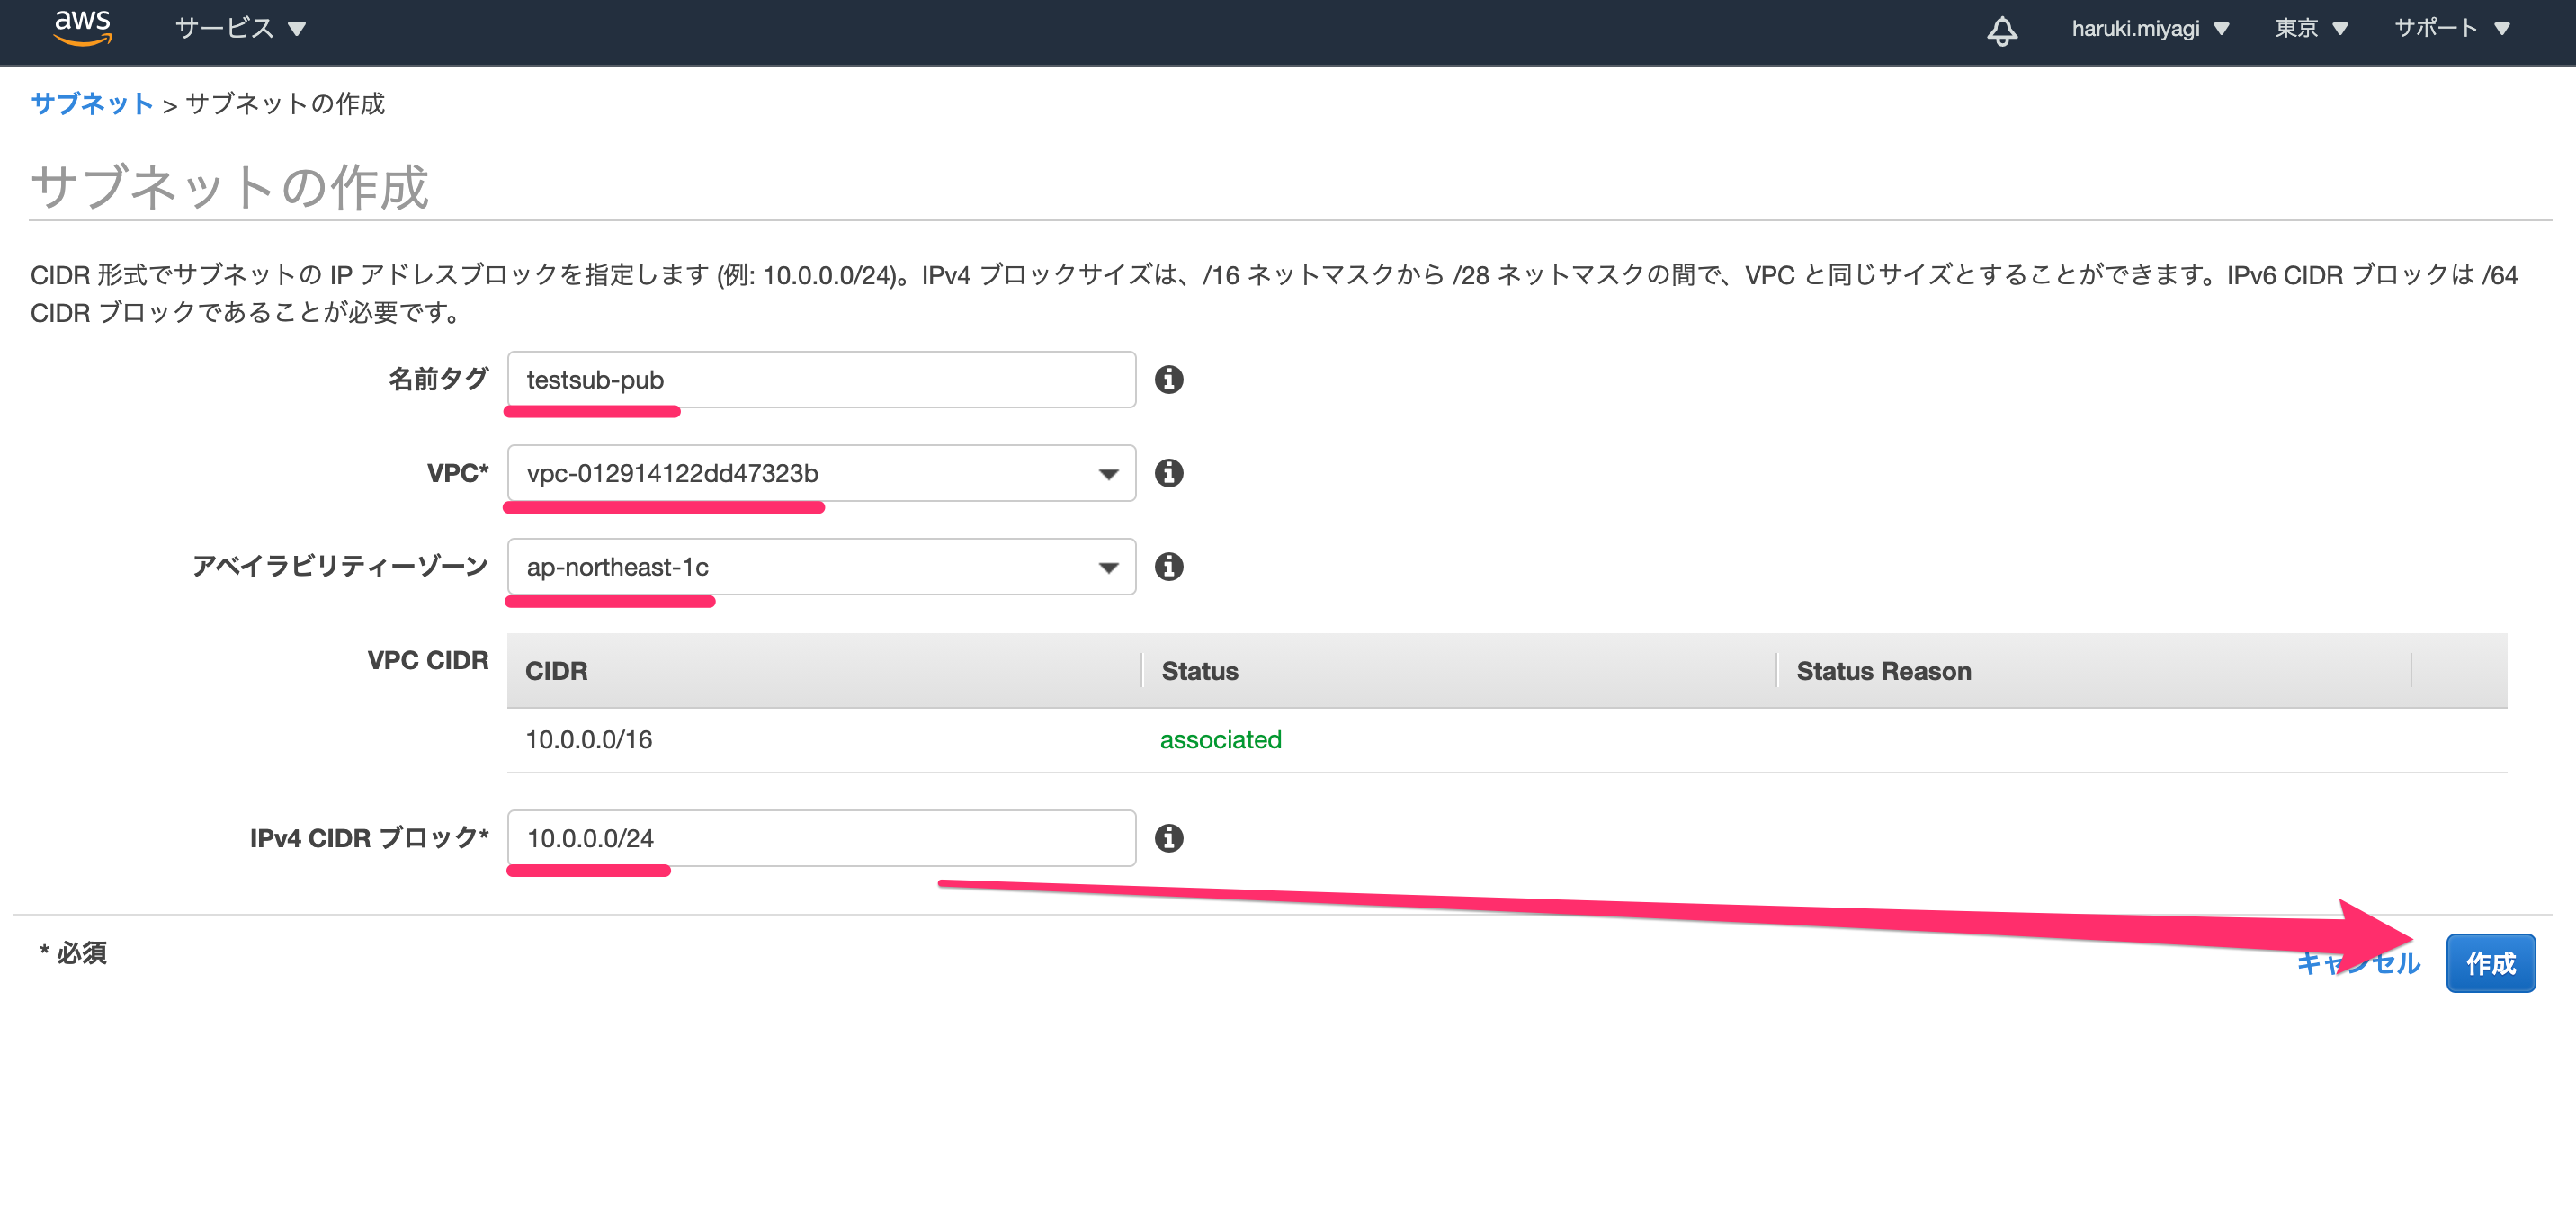 aws サービス haruki.miyagi 東京 サポート
サブネット > サブネットの作成
サブネットの作成
CIDR 形式でサブネットの IP アドレスブロックを指定します (例: 10.0.0.0/24)。IPv4 ブロックサイズは、/16 ネットマスクから /28 ネットマスクの間で、VPC と同じサイズとすることができます。IPv6 CIDR ブロックは /64
CIDR ブロックであることが必要です。
名前タグ testsub-pub
VPC* vpc-012914122dd47323b
アベイラビリティーゾーン ap-northeast-1c
VPC CIDR CIDR Status Status Reason
10.0.0.0/16 associated
IPv4 CIDR ブロック* 10.0.0.0/24
* 必須 キャンセル 作成